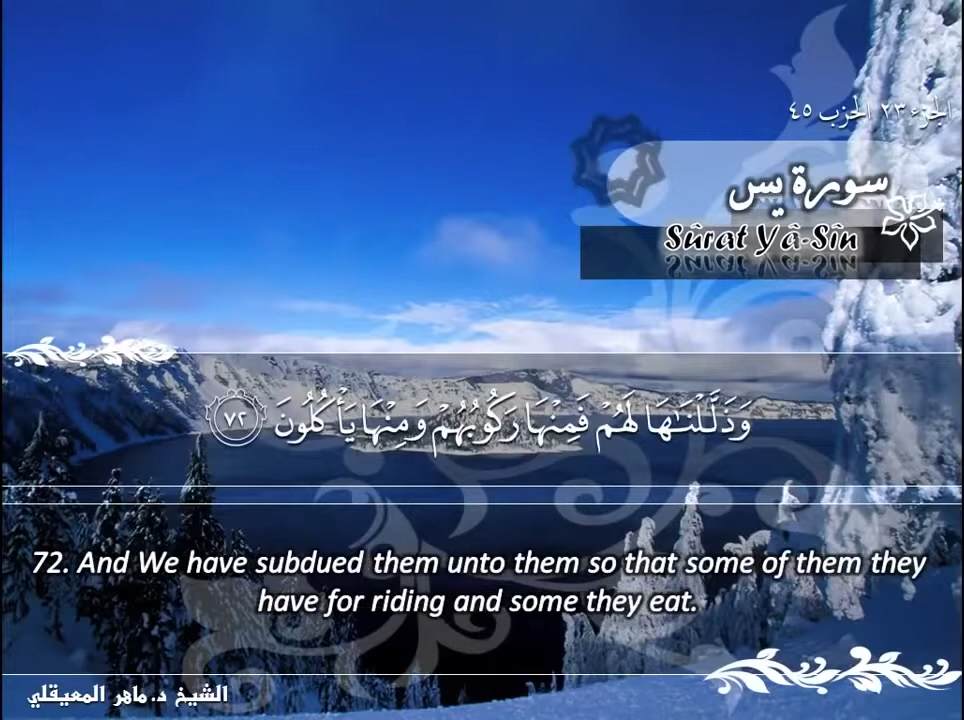 الجزء ٢٣ الحزب ٤٥
سورة يس
Sûrat Yâ-Sîn
وَذَلَّلْنَـٰهَا لَهُمْ فَمِنْهَا رَكُوبُهُمْ وَمِنْهَا يَأْكُلُونَ ٧٢
72. And We have subdued them unto them so that some of them they
have for riding and some they eat.
الشيخ د. ماهر المعيقلي